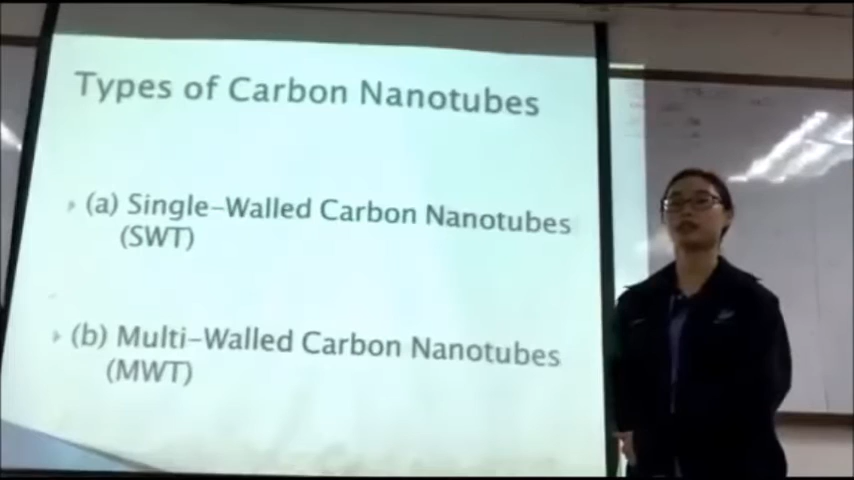 Types of Carbon Nanotubes
(a) Single-Walled Carbon Nanotubes
(SWT)
(b) Multi-Walled Carbon Nanotubes
(MWT)